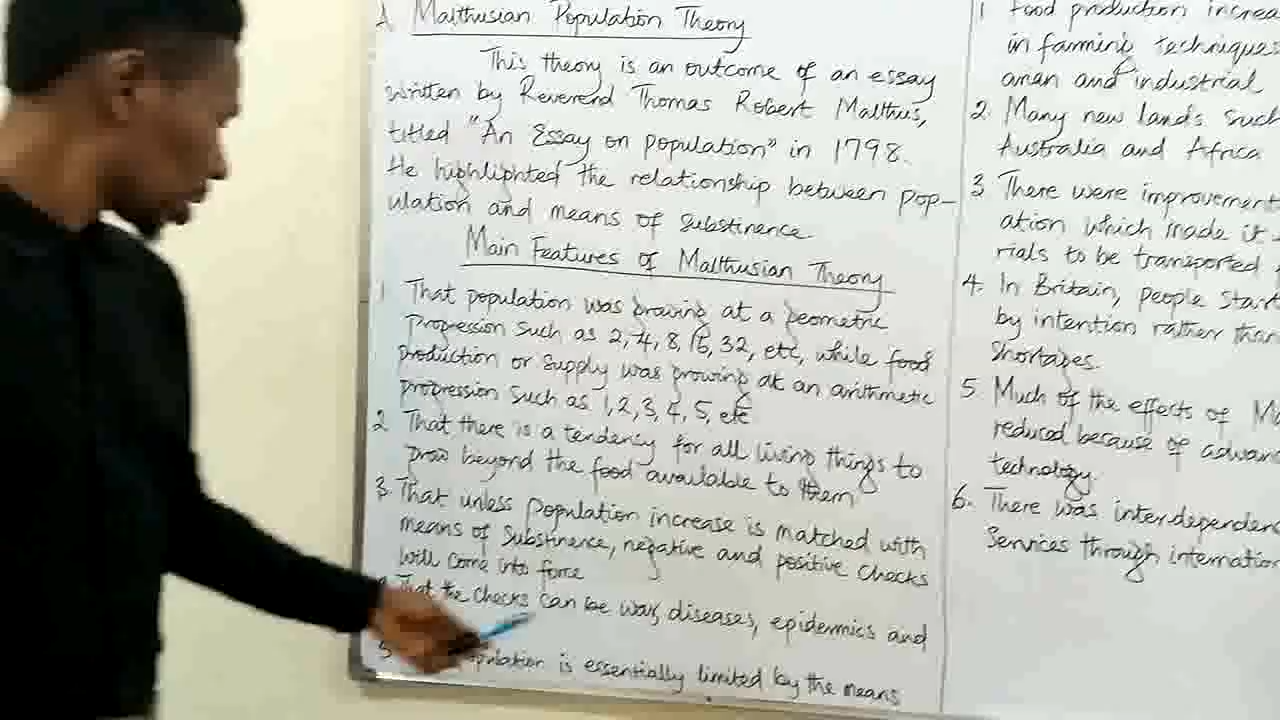 A. Malthusian Population Theory
This theory is an outcome of an essay
written by Reverend Thomas Robert Malthus,
titled "An Essay on population" in 1798.
He highlighted the relationship between pop-
ulation and means of substinence
Main Features of Malthusian Theory
1. That population was growing at a geometric
progression such as 2, 4, 8, 15, 32, etc, while food
production or supply was growing at an arithmetic
progression such as 1, 2, 3, 4, 5, etc
2. That there is a tendency for all living things to
grow beyond the food available to them
3. That unless population increase is matched with
means of substinence, negative and positive checks
will come into force
That the checks can be war, diseases, epidermics and
5 population is essentially limited by the means
1 Food production increa
in farming techniques
arian and industrial
2. Many new lands such
Australia and Africa
3 There were improvement
ation which made it
rials to be transported
4. In Britain, people start
by intention rather than
shortages.
5. Much of the effects of M
reduced because of advan
technology
6. There was interdependen
Services through internation